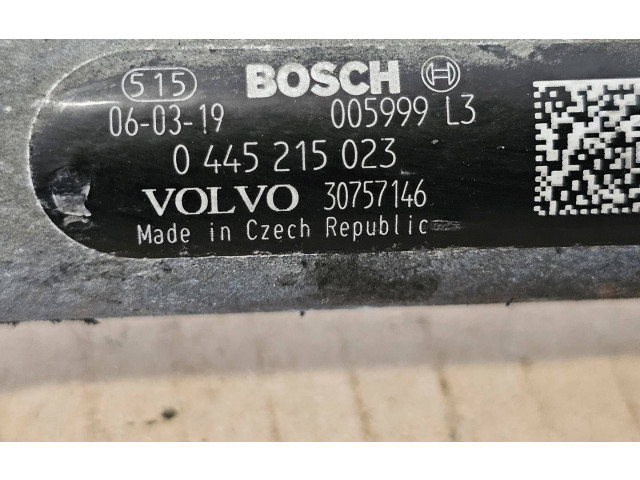 515 BOSCH
06-03-19 005999 L3
0 445 215 023
VOLVO 30757146
Made in Czech Republic